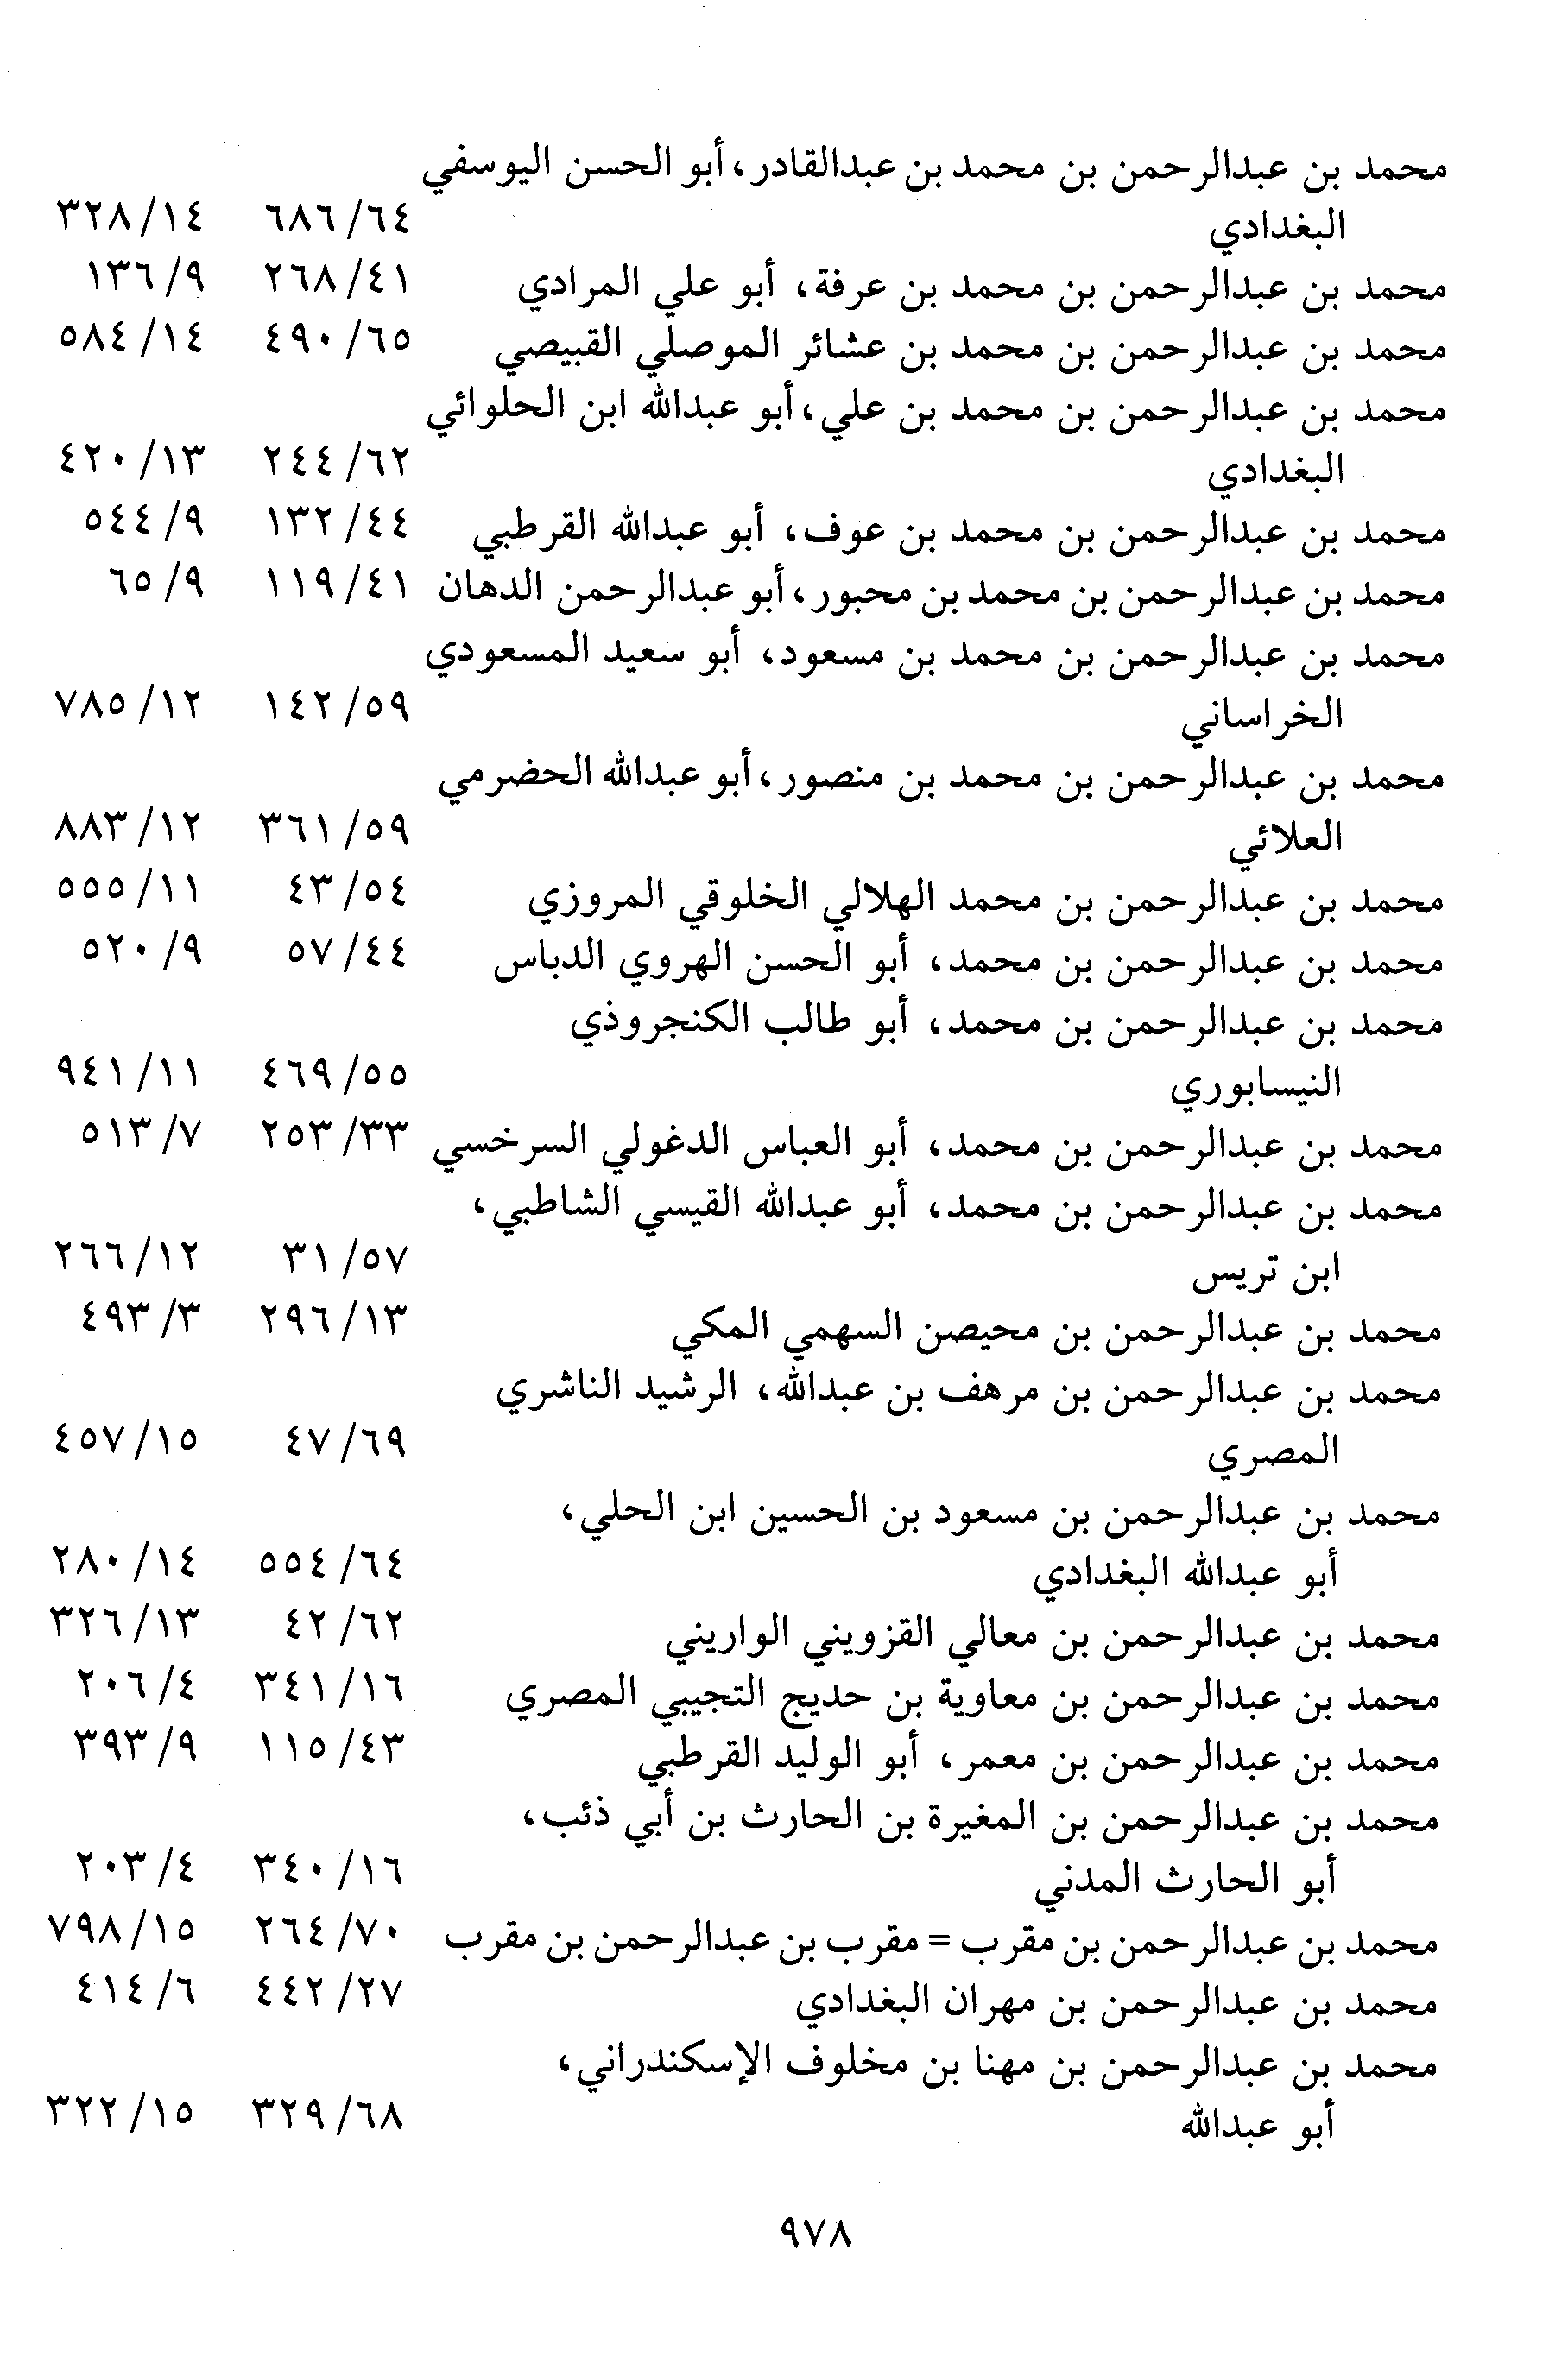 محمد بن عبدالرحمن بن محمد بن عبدالقادر، أبو الحسن اليوسفي
البغدادي ٦٨٦/٦٤ ٣٢٨/١٤
محمد بن عبدالرحمن بن محمد بن عرفة، أبو علي المرادي ٢٦٨/٤١ ١٣٦/٩
محمد بن عبدالرحمن بن محمد بن عشائر الموصلي القبيصي ٤٩٠/٦٥ ٥٨٤/١٤
محمد بن عبدالرحمن بن محمد بن علي، أبو عبدالله ابن الحلوائي
البغدادي ٢٤٤/٦٢ ٤٢٠/١٣
محمد بن عبدالرحمن بن محمد بن عوف، أبو عبدالله القرطبي ١٣٢/٤٤ ٥٤٤/٩
محمد بن عبدالرحمن بن محمد بن محبور، أبو عبدالرحمن الدهان ١١٩/٤١ ٦٥/٩
محمد بن عبدالرحمن بن محمد بن مسعود، أبو سعيد المسعودي
الخراساني ١٤٢/٥٩ ٧٨٥/١٢
محمد بن عبدالرحمن بن محمد بن منصور، أبو عبدالله الحضرمي
العلائي ٣٦١/٥٩ ٨٨٣/١٢
محمد بن عبدالرحمن بن محمد الهلالي الخلوقي المروزي ٤٣/٥٤ ٥٥٥/١١
محمد بن عبدالرحمن بن محمد، أبو الحسن الهروي الدباس ٥٧/٤٤ ٥٢٠/٩
محمد بن عبدالرحمن بن محمد، أبو طالب الكنجروذي
النيسابوري ٤٦٩/٥٥ ٩٤١/١١
محمد بن عبدالرحمن بن محمد، أبو العباس الدغولي السرخسي ٢٥٣/٣٣ ٥١٣/٧
محمد بن عبدالرحمن بن محمد، أبو عبدالله القيسي الشاطبي،
ابن تريس ٣١/٥٧ ٢٦٦/١٢
محمد بن عبدالرحمن بن محيصن السهمي المكي ٢٩٦/١٣ ٤٩٣/٣
محمد بن عبدالرحمن بن مرهف بن عبدالله، الرشيد الناشري
المصري ٤٧/٦٩ ٤٥٧/١٥
محمد بن عبدالرحمن بن مسعود بن الحسين ابن الحلي،
أبو عبدالله البغدادي ٥٥٤/٦٤ ٢٨٠/١٤
محمد بن عبدالرحمن بن معالي القزويني الواريني ٤٢/٦٢ ٣٢٦/١٣
محمد بن عبدالرحمن بن معاوية بن حديج التجيبي المصري ٣٤١/١٦ ٢٠٦/٤
محمد بن عبدالرحمن بن معمر، أبو الوليد القرطبي ١١٥/٤٣ ٣٩٣/٩
محمد بن عبدالرحمن بن المغيرة بن الحارث بن أبي ذئب،
أبو الحارث المدني ٣٤٠/١٦ ٢٠٣/٤
محمد بن عبدالرحمن بن مقرب = مقرب بن عبدالرحمن بن مقرب ٢٦٤/٧٠ ٧٩٨/١٥
محمد بن عبدالرحمن بن مهران البغدادي ٤٤٢/٢٧ ٤١٤/٦
محمد بن عبدالرحمن بن مهنا بن مخلوف الإسكندراني،
أبو عبدالله ٣٢٩/٦٨ ٣٢٢/١٥
٩٧٨